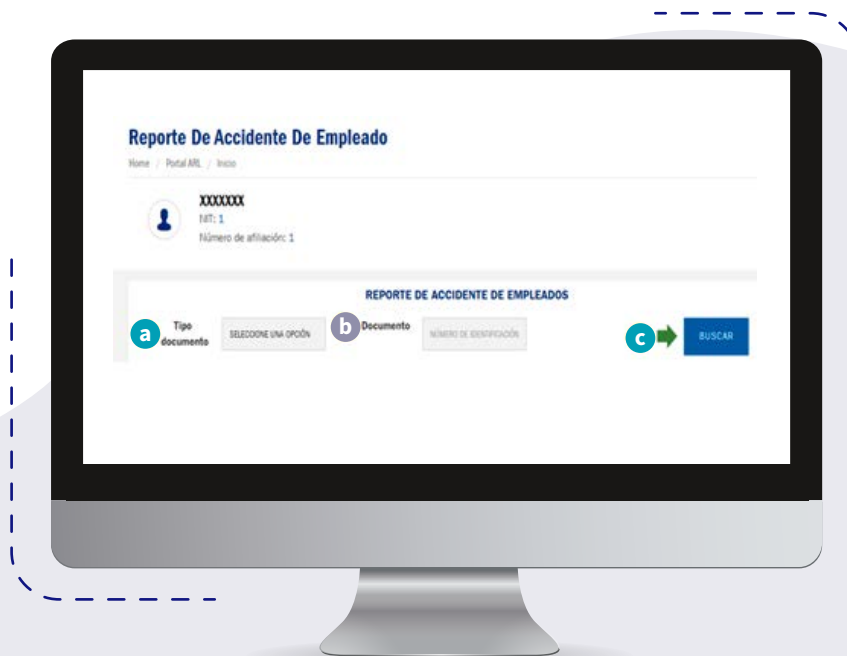 Reporte De Accidente De Empleado
Home / Portal ARL / Inicio
XXXXXXX
NIT: 1
Número de afiliación: 1
REPORTE DE ACCIDENTE DE EMPLEADOS
a Tipo documento SELECCIONE UNA OPCIÓN b Documento NÚMERO DE IDENTIFICACIÓN c BUSCAR